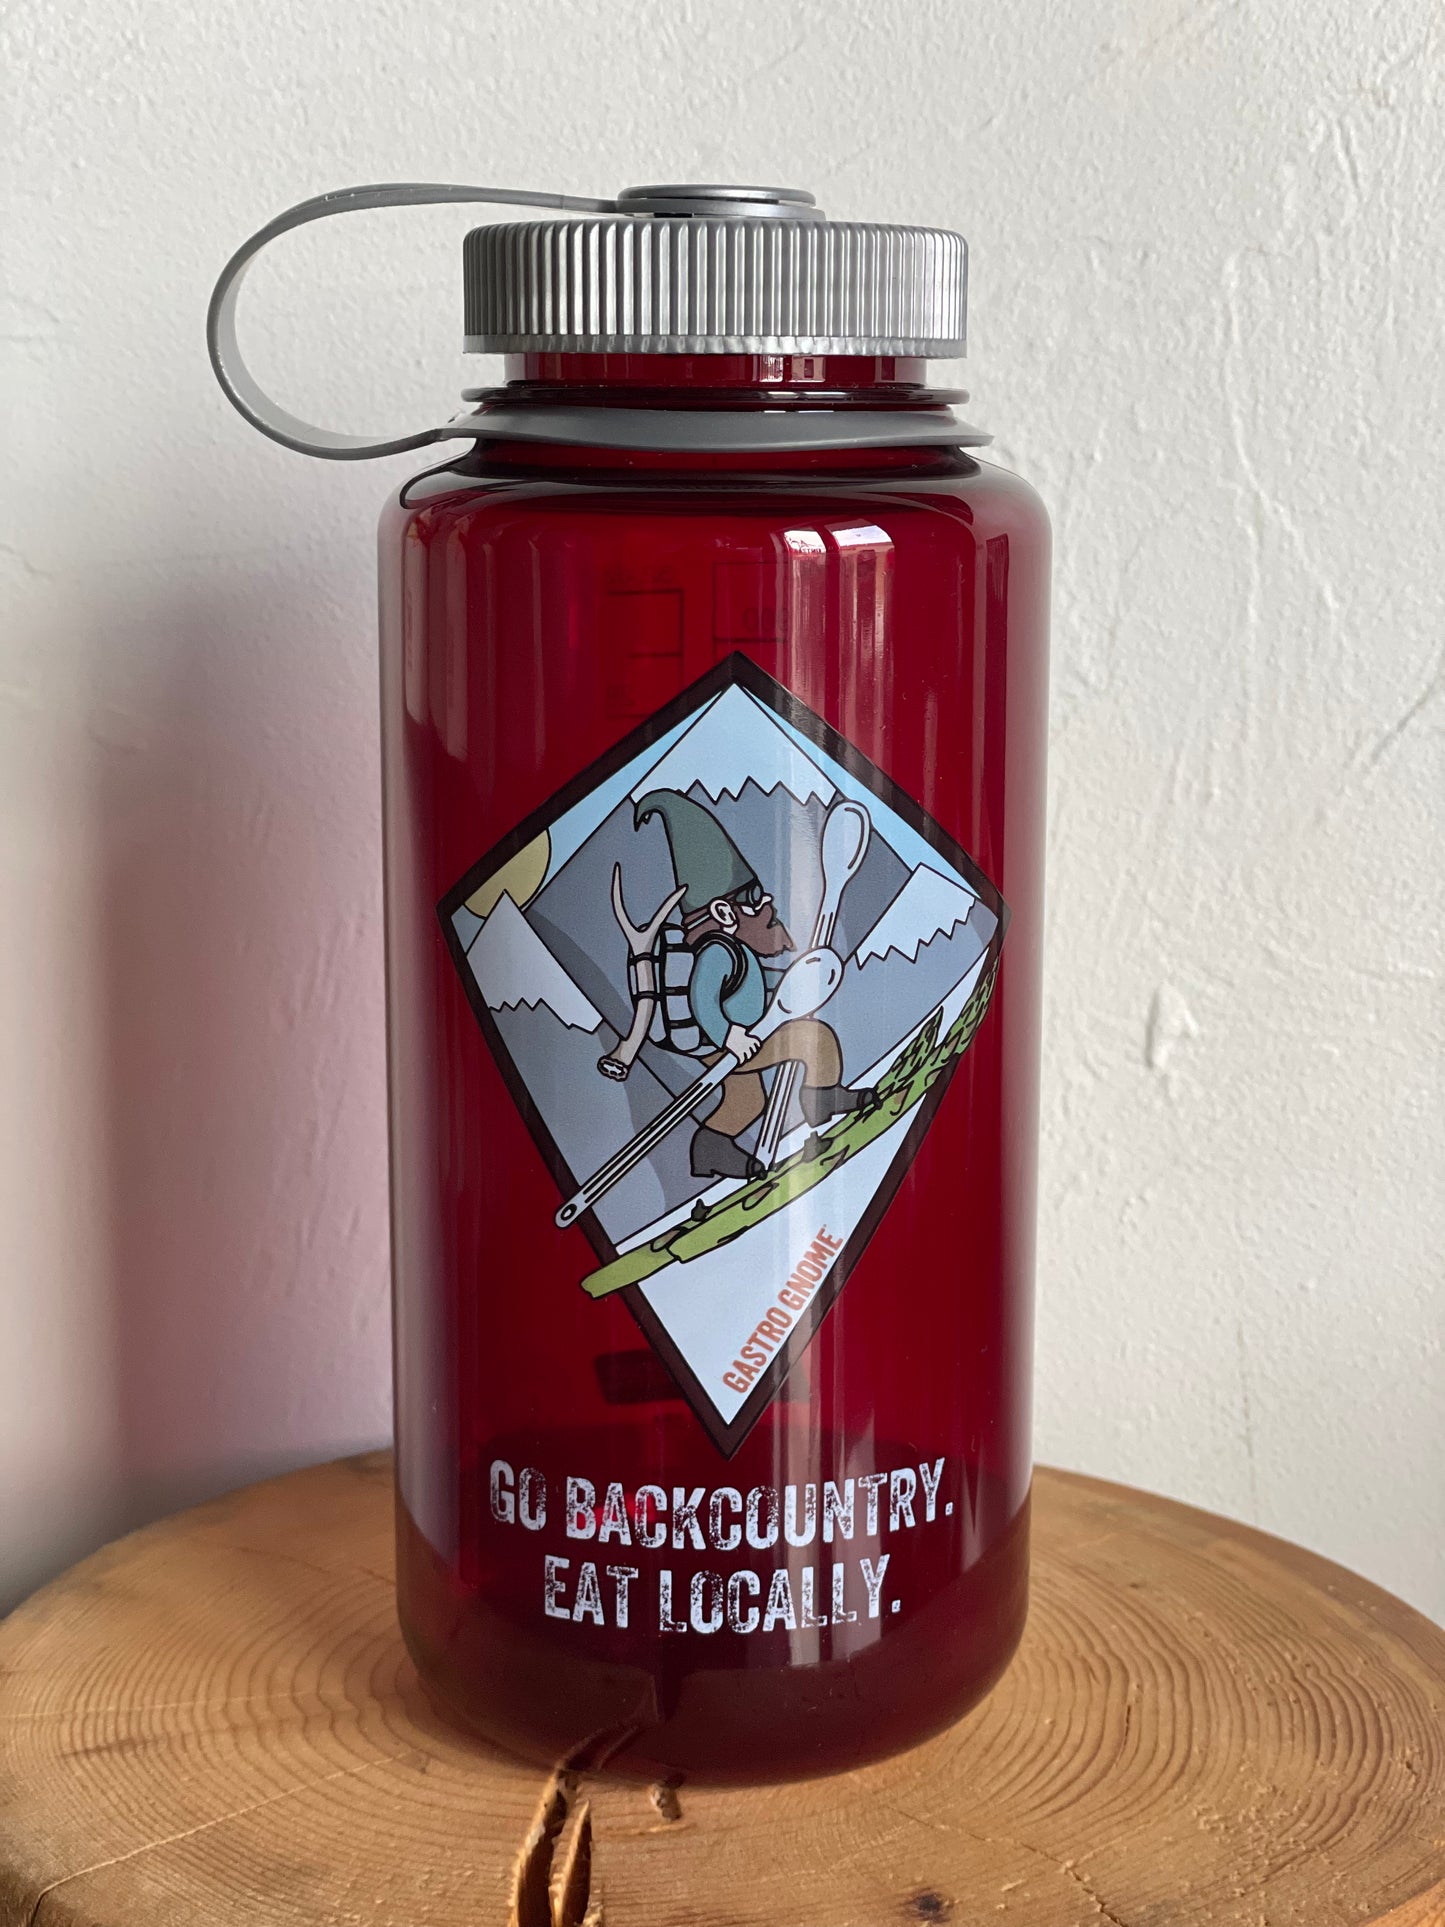 GASTRO GNOME
GO BACKCOUNTRY.
EAT LOCALLY.